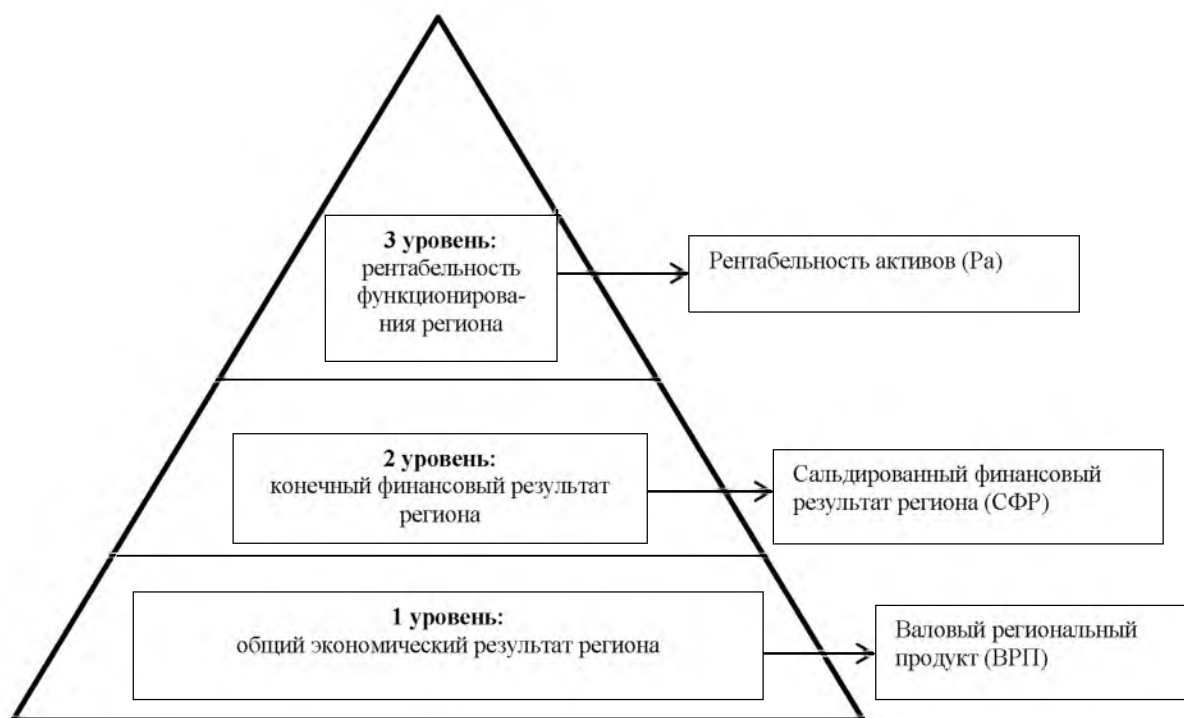 3 уровень:
рентабельность
функционирова-
ния региона
Рентабельность активов (Ра)
2 уровень:
конечный финансовый результат
региона
Сальдированный финансовый
результат региона (СФР)
1 уровень:
общий экономический результат региона
Валовый региональный
продукт (ВРП)